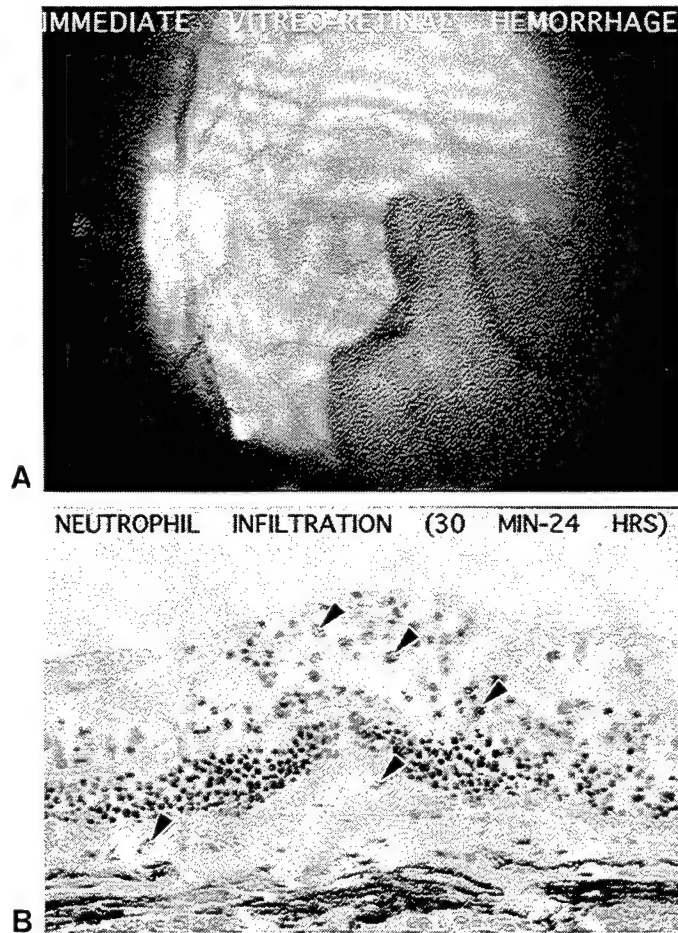 IMMEDIATE VITREO-RETINAL HEMORRHAGE
A
NEUTROPHIL INFILTRATION (30 MIN-24 HRS)
B